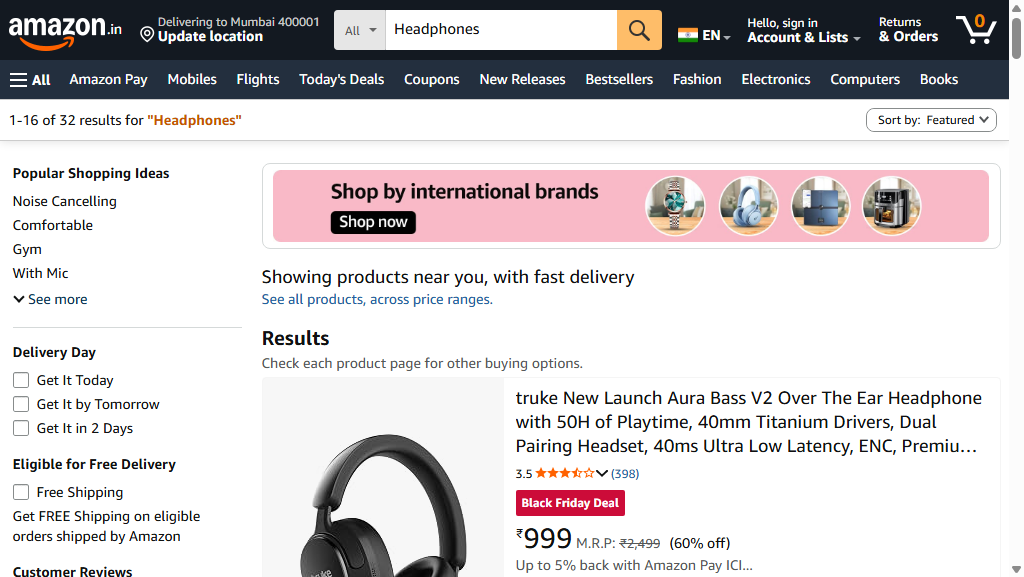 amazon.in
Delivering to Mumbai 400001
Update location
All
Headphones
EN
Hello, sign in
Account & Lists
Returns
& Orders
0
All
Amazon Pay
Mobiles
Flights
Today's Deals
Coupons
New Releases
Bestsellers
Fashion
Electronics
Computers
Books
1-16 of 32 results for "Headphones"
Sort by: Featured
Popular Shopping Ideas
Noise Cancelling
Comfortable
Gym
With Mic
See more
Delivery Day
Get It Today
Get It by Tomorrow
Get It in 2 Days
Eligible for Free Delivery
Free Shipping
Get FREE Shipping on eligible
orders shipped by Amazon
Customer Reviews
Shop by international brands
Shop now
Showing products near you, with fast delivery
See all products, across price ranges.
Results
Check each product page for other buying options.
truke New Launch Aura Bass V2 Over The Ear Headphone
with 50H of Playtime, 40mm Titanium Drivers, Dual
Pairing Headset, 40ms Ultra Low Latency, ENC, Premiu…
3.5 (398)
Black Friday Deal
₹999 M.R.P: ₹2,499 (60% off)
Up to 5% back with Amazon Pay ICI…